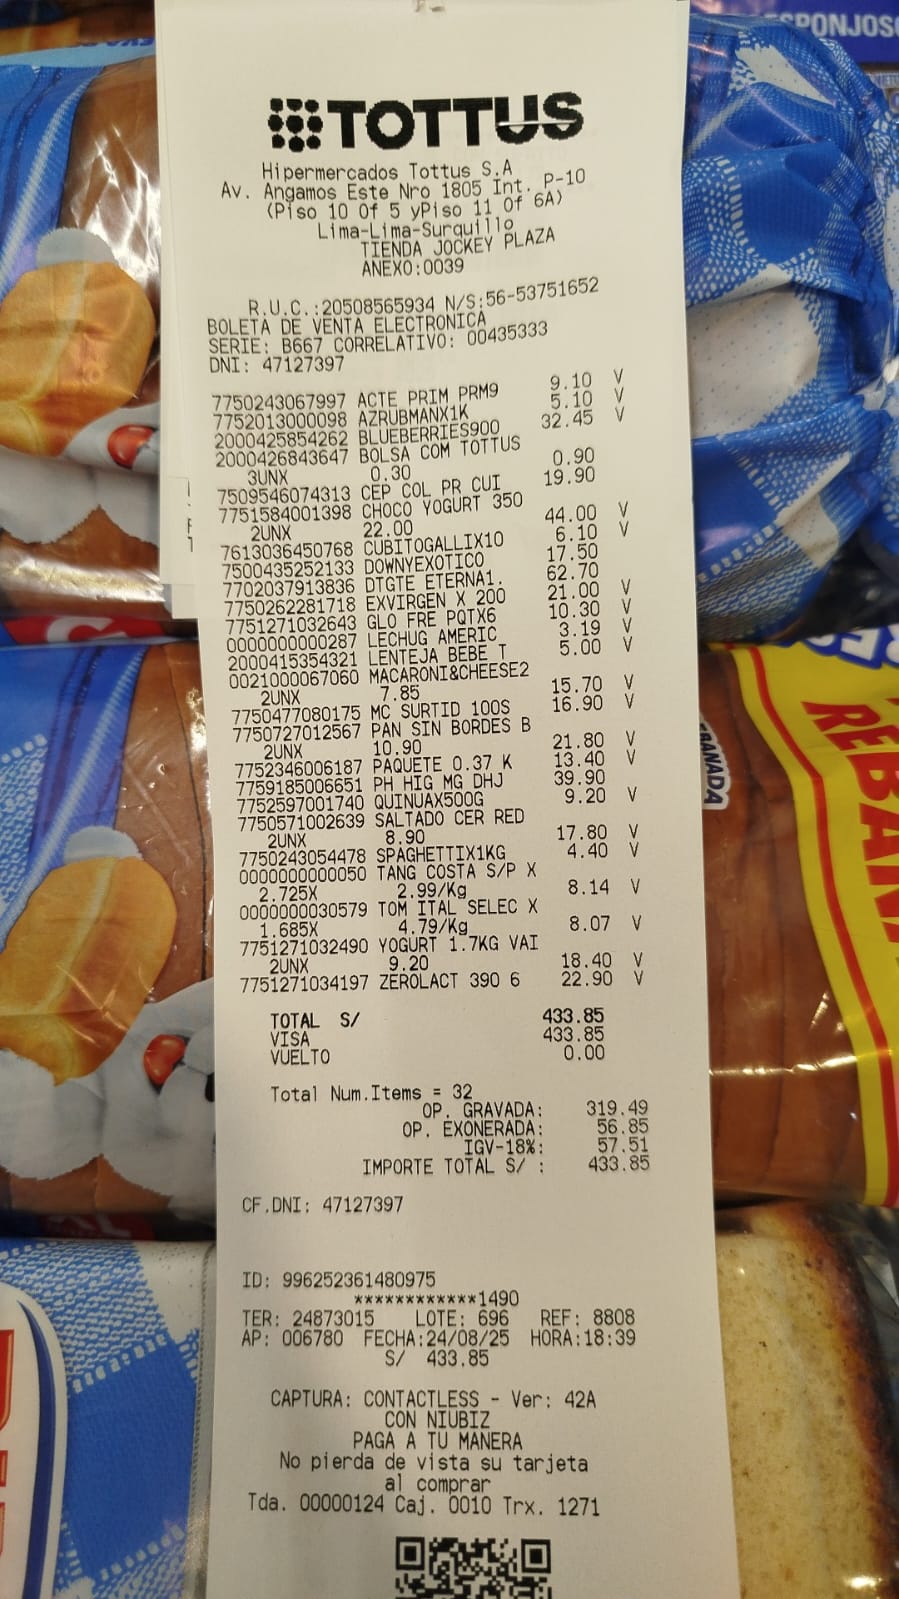 TOTTUS
Hipermercados Tottus S.A
Av. Angamos Este Nro 1805 Int. P-10
(Piso 10 Of 5 yPiso 11 Of 6A)
Lima-Lima-Surquillo
TIENDA JOCKEY PLAZA
ANEXO:0039
R.U.C.:20508565934 N/S:56-53751652
BOLETA DE VENTA ELECTRONICA
SERIE: B667 CORRELATIVO: 00435333
DNI: 47127397
7750243067997 ACTE PRIM PRM9 9.10 V
7752013000098 AZRUBMANX1K 5.10 V
2000425854262 BLUEBERRIES900 32.45 V
2000426843647 BOLSA COM TOTTUS
3UNX 0.30 0.90
7509546074313 CEP COL PR CUI 19.90
7751584001398 CHOCO YOGURT 350
2UNX 22.00 44.00 V
7613036450768 CUBITOGALLIX10 6.10 V
7500435252133 DOWNYEXOTICO 17.50
7702037913836 DTGTE ETERNA1. 62.70
7750262281718 EXVIRGEN X 200 21.00 V
7751271032643 GLO FRE PQTX6 10.30 V
0000000000287 LECHUG AMERIC 3.19 V
2000415354321 LENTEJA BEBE T 5.00 V
0021000067060 MACARONI&CHEESE2
2UNX 7.85 15.70 V
7750477080175 MC SURTID 100S 16.90 V
7750727012567 PAN SIN BORDES B
2UNX 10.90 21.80 V
7752346006187 PAQUETE 0.37 K 13.40 V
7759185006651 PH HIG MG DHJ 39.90
7752597001740 QUINUAX500G 9.20 V
7750571002639 SALTADO CER RED
2UNX 8.90 17.80 V
7750243054478 SPAGHETTIX1KG 4.40 V
0000000000050 TANG COSTA S/P X
2.725X 2.99/Kg 8.14 V
0000000030579 TOM ITAL SELEC X
1.685X 4.79/Kg 8.07 V
7751271032490 YOGURT 1.7KG VAI
2UNX 9.20 18.40 V
7751271034197 ZEROLACT 390 6 22.90 V
TOTAL S/ 433.85
VISA 433.85
VUELTO 0.00
Total Num.Items = 32
OP. GRAVADA: 319.49
OP. EXONERADA: 56.85
IGV-18%: 57.51
IMPORTE TOTAL S/ : 433.85
CF.DNI: 47127397
ID: 996252361480975
************1490
TER: 24873015 LOTE: 696 REF: 8808
AP: 006780 FECHA:24/08/25 HORA:18:39
S/ 433.85
CAPTURA: CONTACTLESS - Ver: 42A
CON NIUBIZ
PAGA A TU MANERA
No pierda de vista su tarjeta
al comprar
Tda. 00000124 Caj. 0010 Trx. 1271